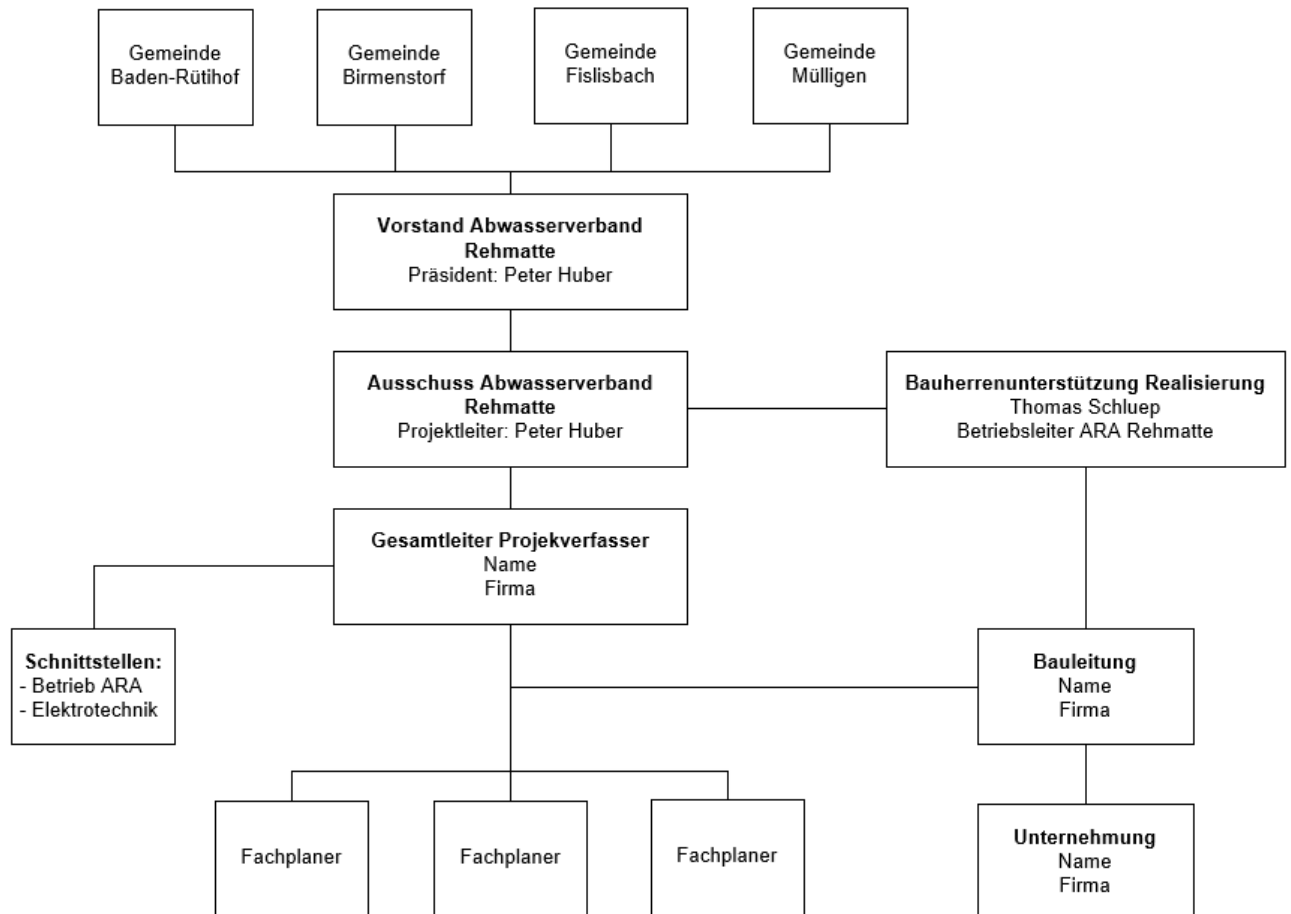 Gemeinde
Baden-Rütihof
Gemeinde
Birmenstorf
Gemeinde
Fislisbach
Gemeinde
Mülligen
Vorstand Abwasserverband
Rehmatte
Präsident: Peter Huber
Ausschuss Abwasserverband
Rehmatte
Projektleiter: Peter Huber
Bauherrenunterstützung Realisierung
Thomas Schluep
Betriebsleiter ARA Rehmatte
Gesamtleiter Projekverfasser
Name
Firma
Schnittstellen:
- Betrieb ARA
- Elektrotechnik
Bauleitung
Name
Firma
Fachplaner
Fachplaner
Fachplaner
Unternehmung
Name
Firma